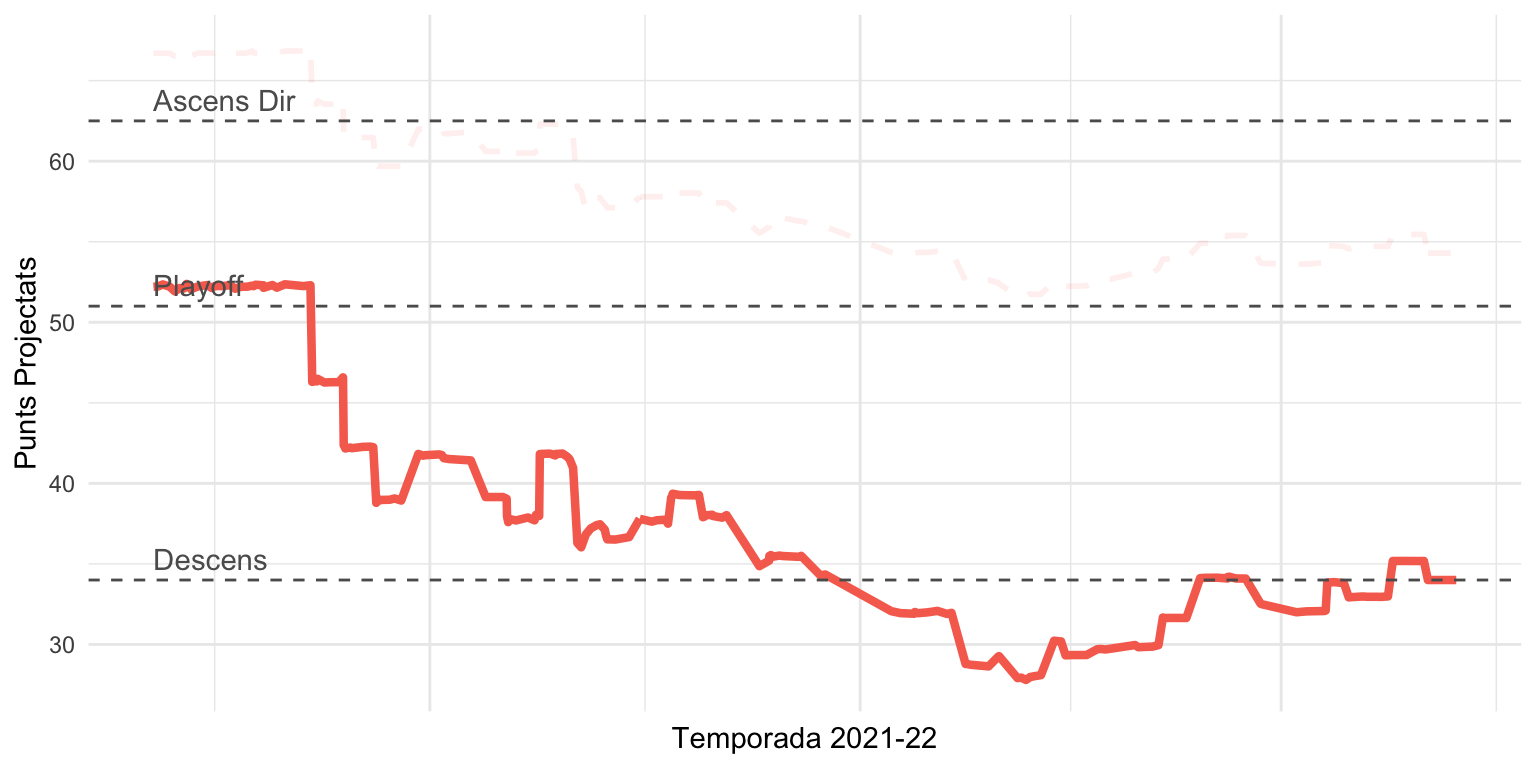 Ascens Dir
60
Playoff
50
Punts Projectats
40
Descens
30
Temporada 2021-22